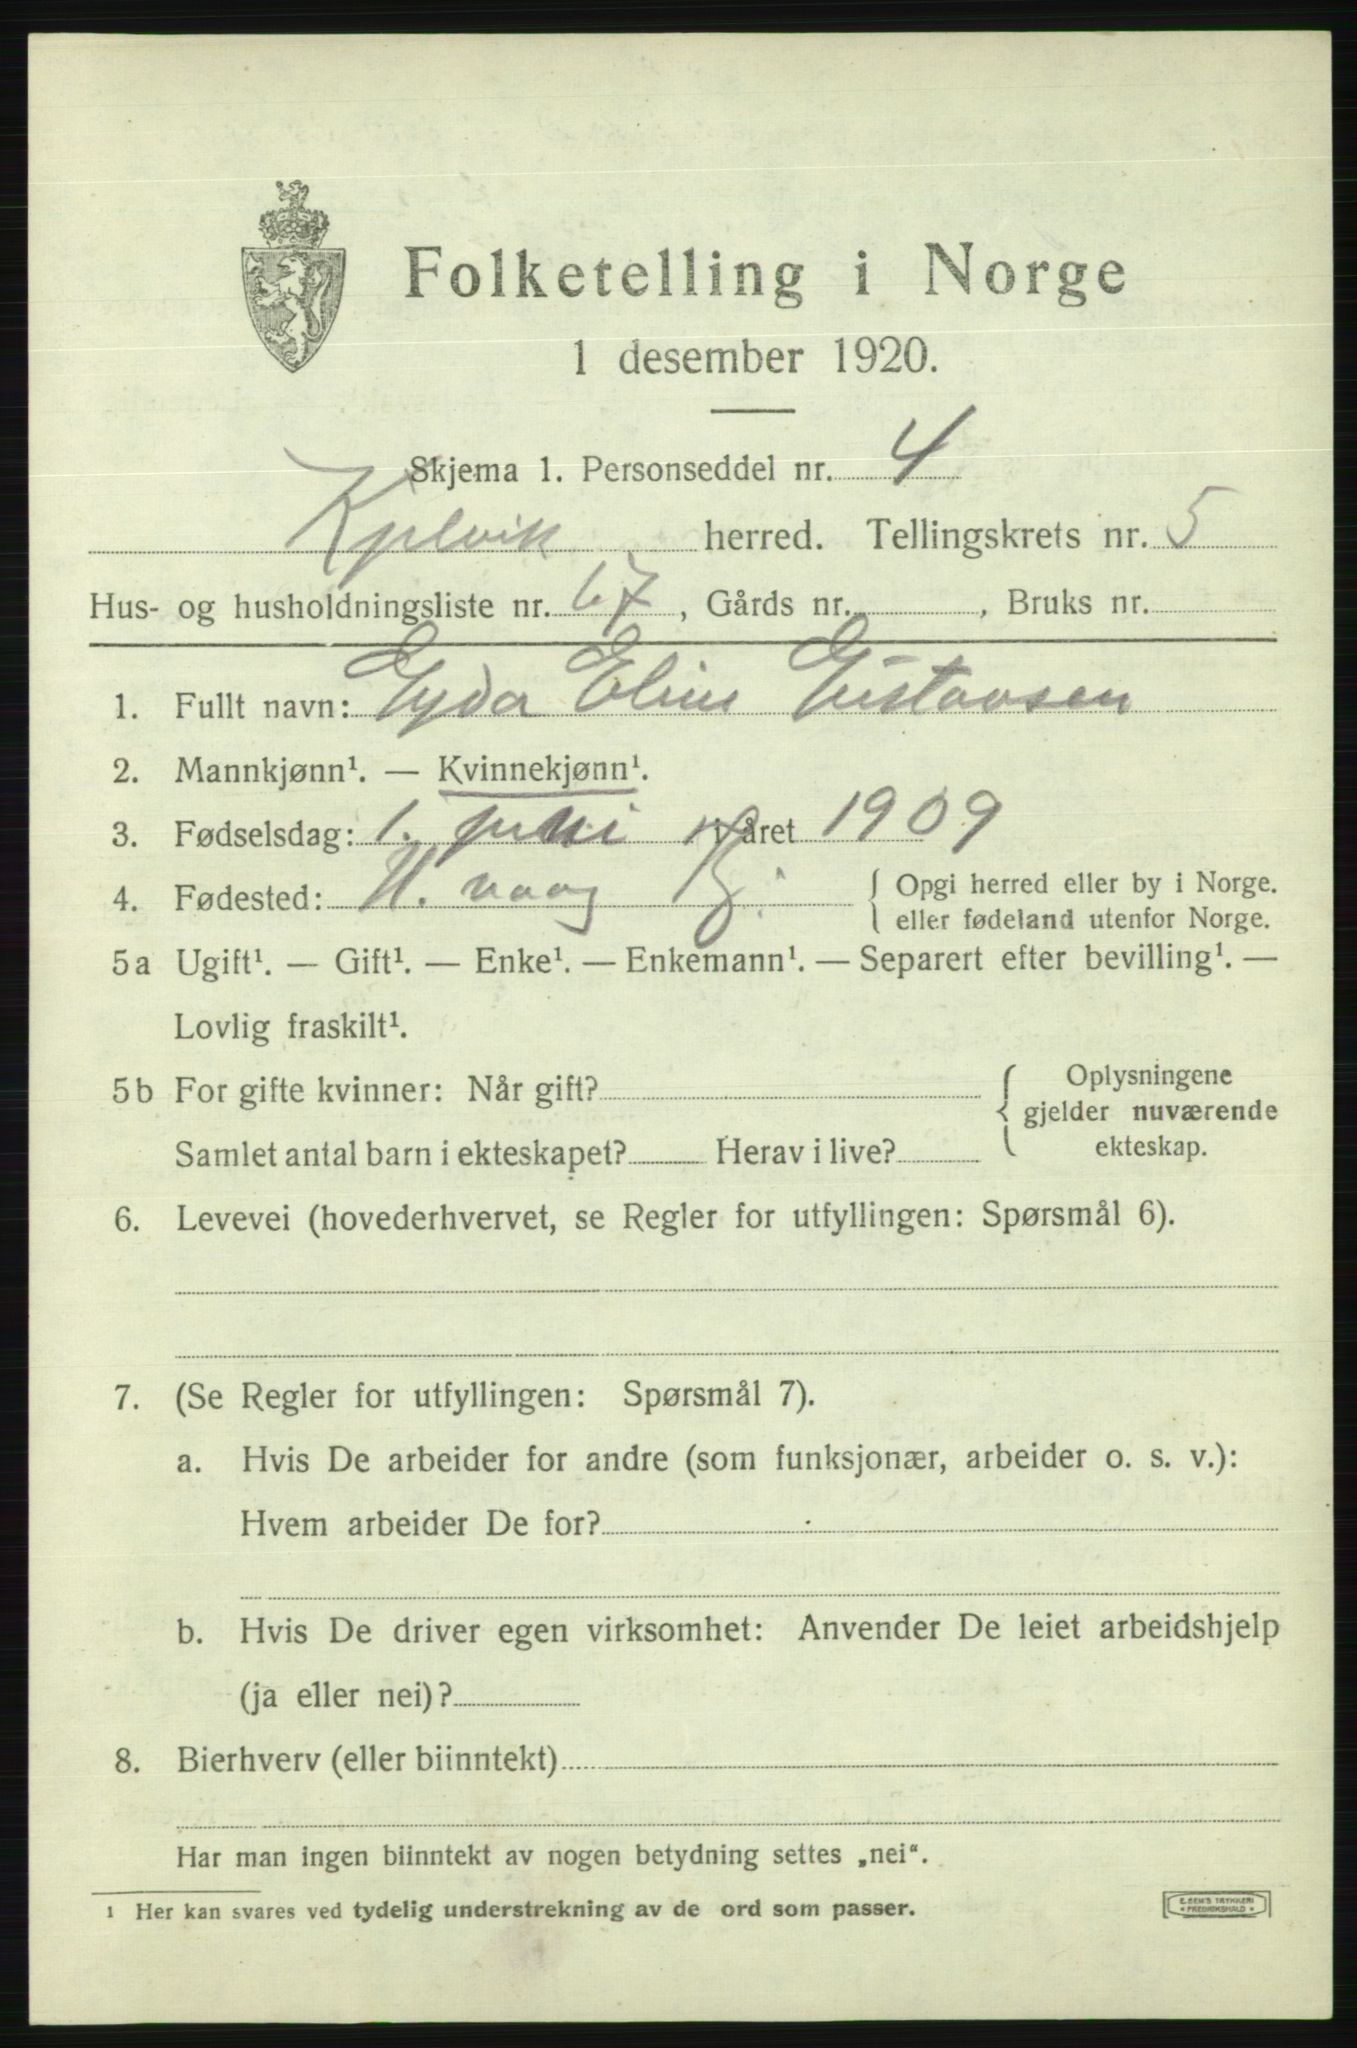 Folketelling i Norge
1 desember 1920.
Skjema 1. Personseddel nr. 4
Kjelvik herred. Tellingskrets nr. 5
Hus- og husholdningsliste nr. 67, Gårds nr. , Bruks nr.
1. Fullt navn: Gyda Eline Gustavsen
2. Mannkjønn¹. — Kvinnekjønn¹.
3. Fødselsdag: 1. juni i året 1909
4. Fødested: H. vaag Kj. { Opgi herred eller by i Norge.
eller fødeland utenfor Norge.
5a Ugift¹. — Gift¹. — Enke¹. — Enkemann¹. — Separert efter bevilling¹. —
Lovlig fraskilt¹.
5b For gifte kvinner: Når gift? { Oplysningene
gjelder nuværende
Samlet antal barn i ekteskapet? Herav i live? ekteskap.
6. Levevei (hovederhvervet, se Regler for utfyllingen: Spørsmål 6).
7. (Se Regler for utfyllingen: Spørsmål 7).
a. Hvis De arbeider for andre (som funksjonær, arbeider o. s. v.):
Hvem arbeider De for?
b. Hvis De driver egen virksomhet: Anvender De leiet arbeidshjelp
(ja eller nei)?
8. Bierhverv (eller biinntekt)
Har man ingen biinntekt av nogen betydning settes „nei“.
¹ Her kan svares ved tydelig understrekning av de ord som passer.
E. SEM'S TRYKKERI
* FREDRIKSHALD *